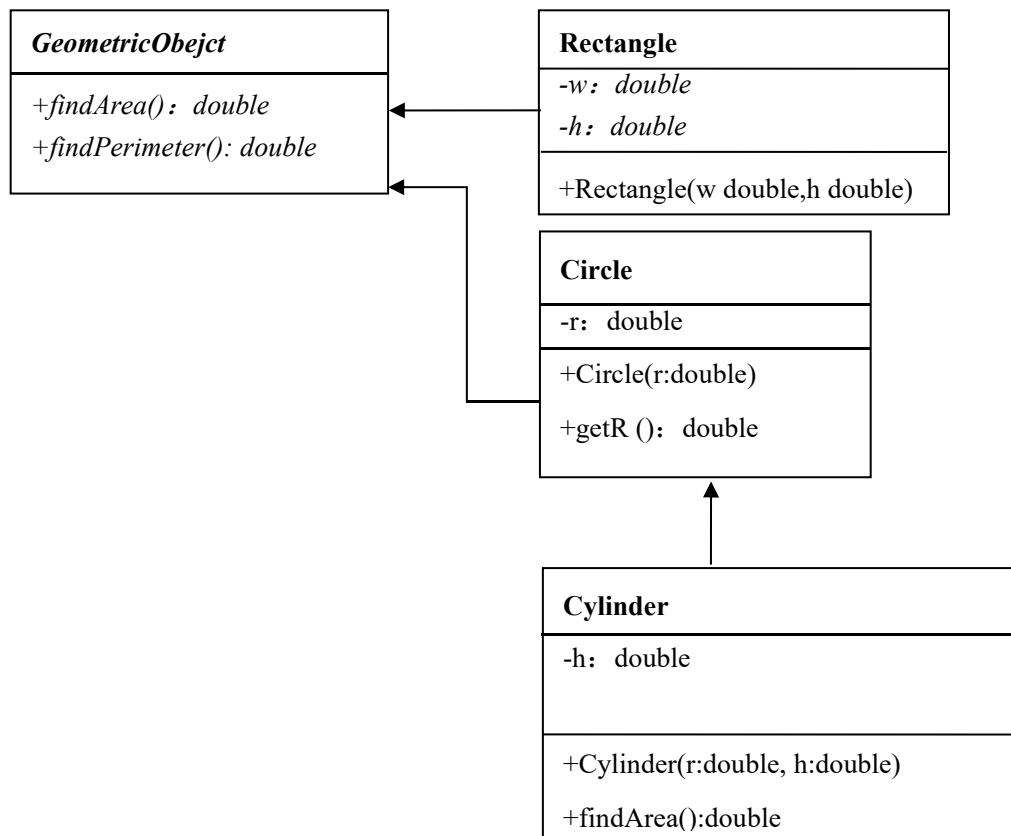 GeometricObejct
+findArea()：double
+findPerimeter(): double
Rectangle
-w：double
-h：double
+Rectangle(w double,h double)
Circle
-r：double
+Circle(r:double)
+getR ()：double
Cylinder
-h：double
+Cylinder(r:double, h:double)
+findArea():double